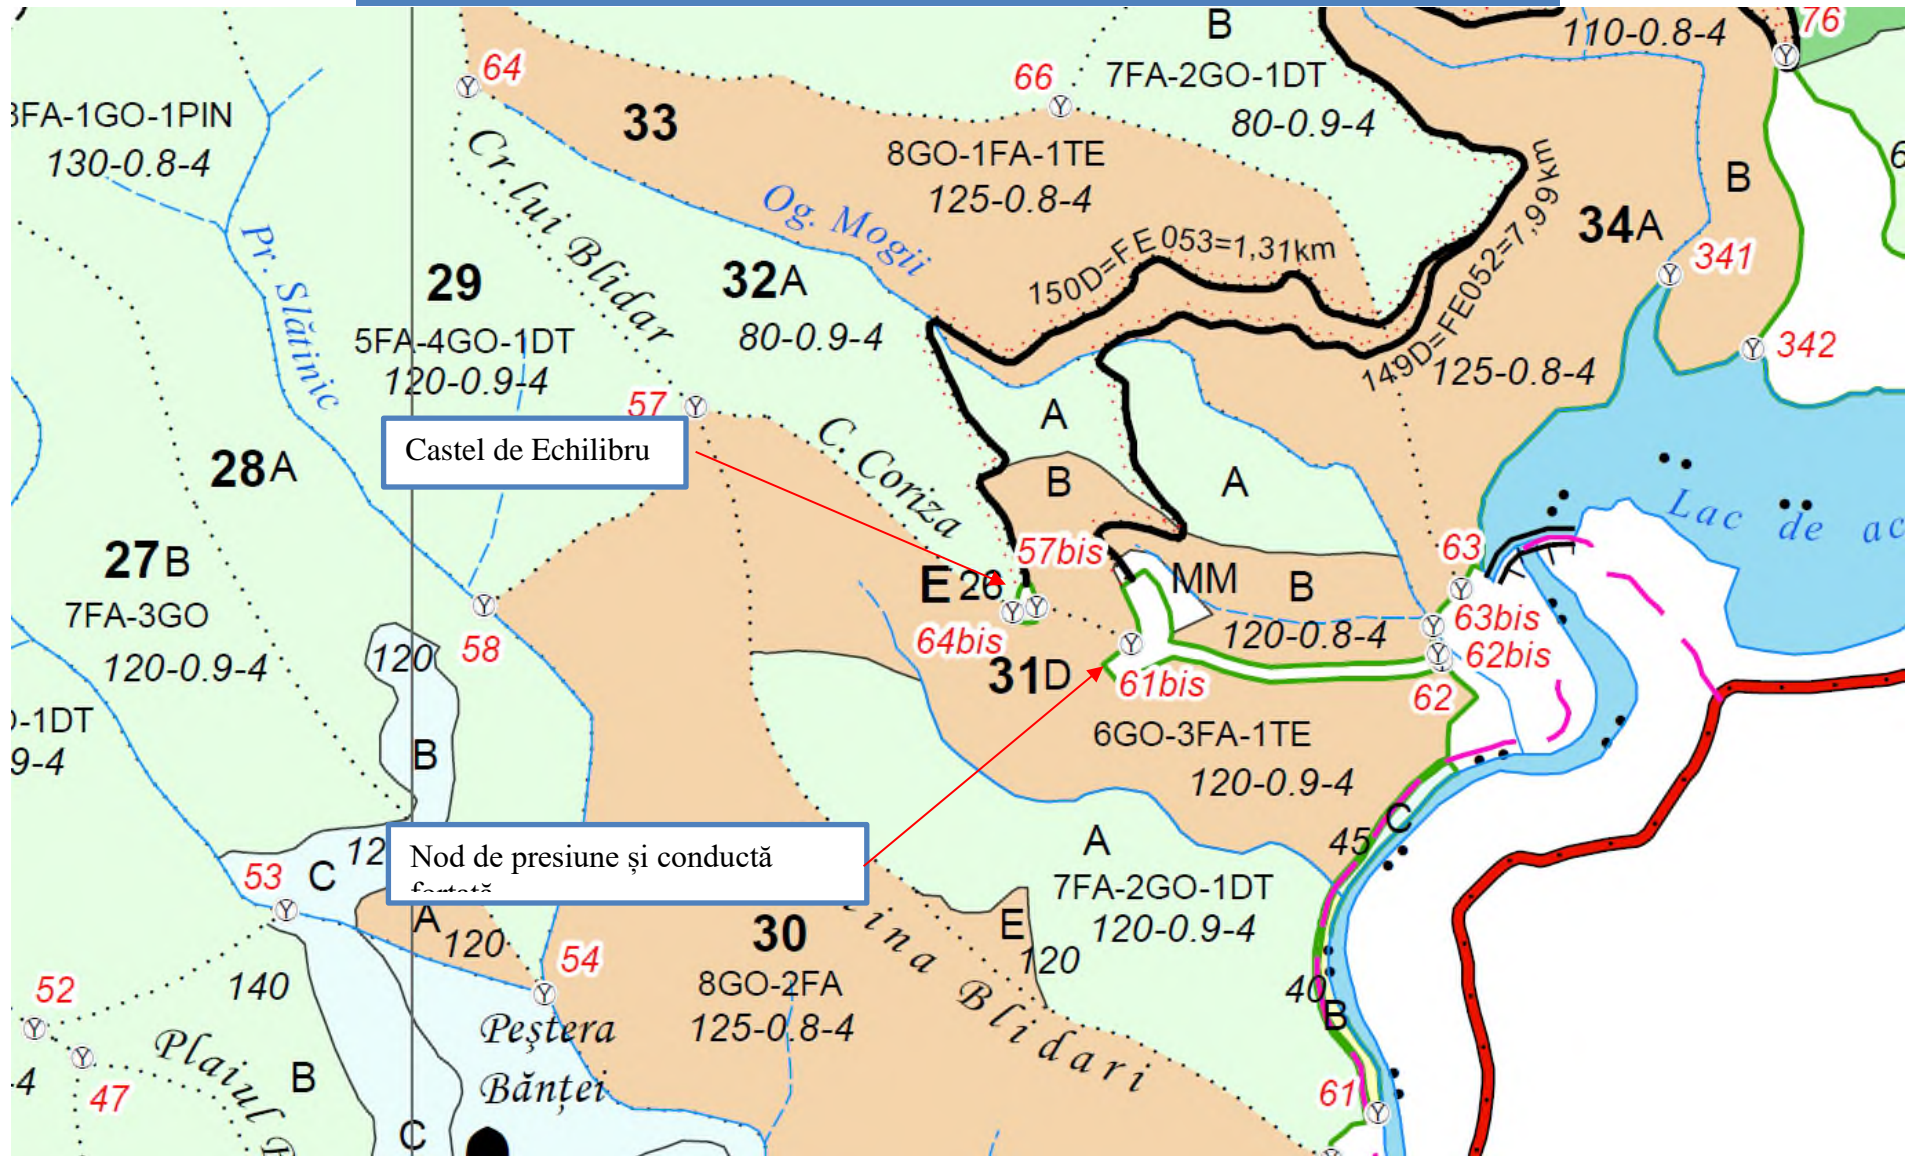 76
B
110-0.8-4
64
66
7FA-2GO-1DT
80-0.9-4
33
8FA-1GO-1PIN
130-0.8-4
8GO-1FA-1TE
125-0.8-4
Cr. lui Blidar
Og. Mogii
B
34A
341
Pr. Slătinic
29
32A
150D=FE053=1,31km
149D=FE052=7,99km
5FA-4GO-1DT
120-0.9-4
80-0.9-4
342
125-0.8-4
57
A
Castel de Echilibru
C. Coriza
28A
B
A
Lac de ac
27B
7FA-3GO
120-0.9-4
57bis
63
E 26
MM
B
63bis
120-0.8-4
64bis
58
120
31D
61bis
62bis
62
-1DT
9-4
B
6GO-3FA-1TE
120-0.9-4
C
45
12
Nod de presiune și conductă
A
7FA-2GO-1DT
120-0.9-4
53
C
A
120
30
8GO-2FA
125-0.8-4
E
120
54
52
140
40
B
Peștera
Bănței
ina Blidari
Plaiul
-4
47
B
61
C